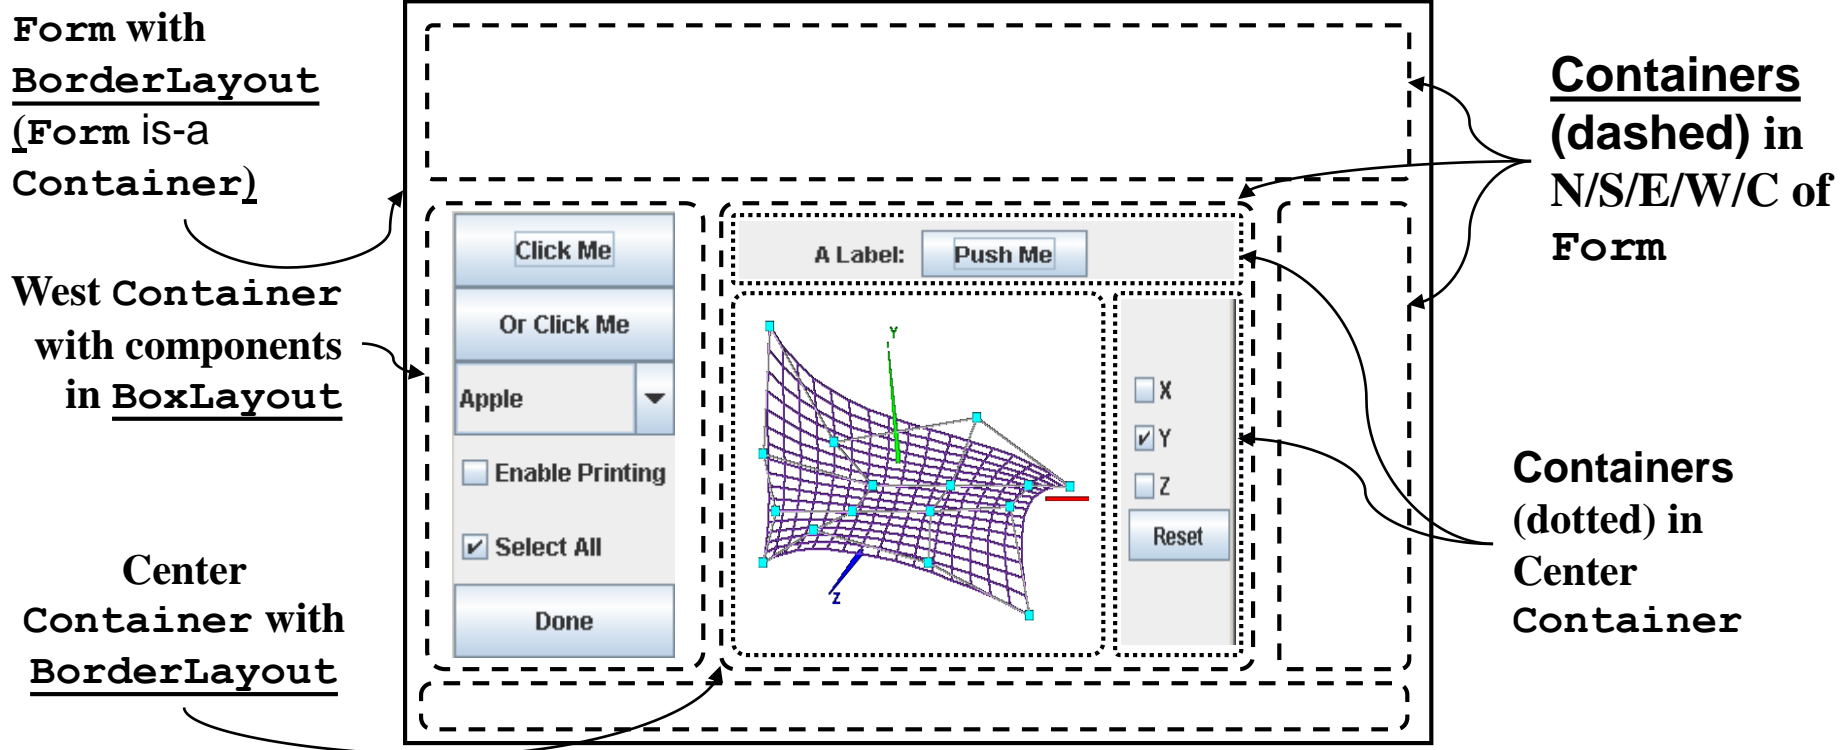 Form with
BorderLayout
(Form is-a
Container)
West Container
with components
in BoxLayout
Center
Container with
BorderLayout
Click Me
Or Click Me
Apple
Enable Printing
Select All
Done
A Label: Push Me
Y
Z
X
Y
Z
Reset
Containers
(dashed) in
N/S/E/W/C of
Form
Containers
(dotted) in
Center
Container